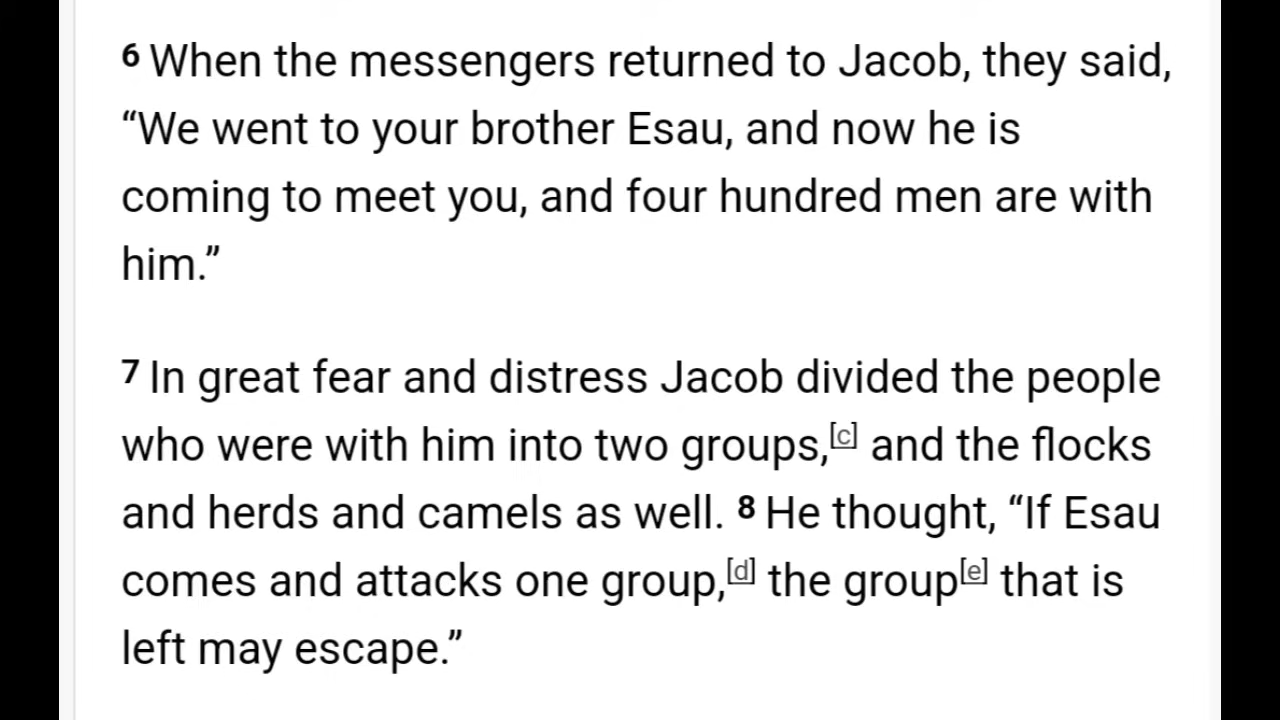 6 When the messengers returned to Jacob, they said,
“We went to your brother Esau, and now he is
coming to meet you, and four hundred men are with
him.”
7 In great fear and distress Jacob divided the people
who were with him into two groups,[c] and the flocks
and herds and camels as well. 8 He thought, “If Esau
comes and attacks one group,[d] the group[e] that is
left may escape.”